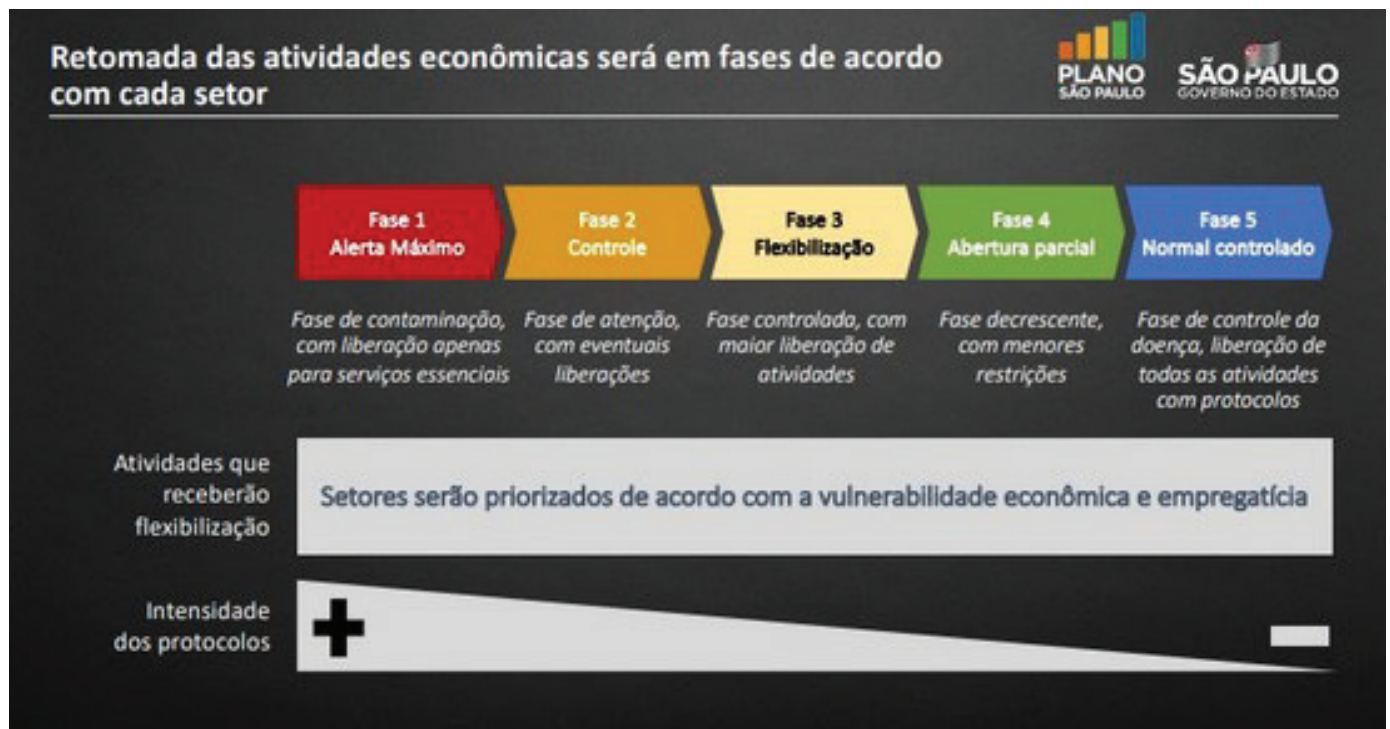 Retomada das atividades econômicas será em fases de acordo
com cada setor
PLANO
SÃO PAULO
SÃO PAULO
GOVERNO DO ESTADO
Fase 1
Alerta Máximo
Fase 2
Controle
Fase 3
Flexibilização
Fase 4
Abertura parcial
Fase 5
Normal controlado
Fase de contaminação,
com liberação apenas
para serviços essenciais
Fase de atenção,
com eventuais
liberações
Fase controlada, com
maior liberação de
atividades
Fase decrescente,
com menores
restrições
Fase de controle da
doença, liberação de
todas as atividades
com protocolos
Atividades que
receberão
flexibilização
Setores serão priorizados de acordo com a vulnerabilidade econômica e empregatícia
Intensidade
dos protocolos